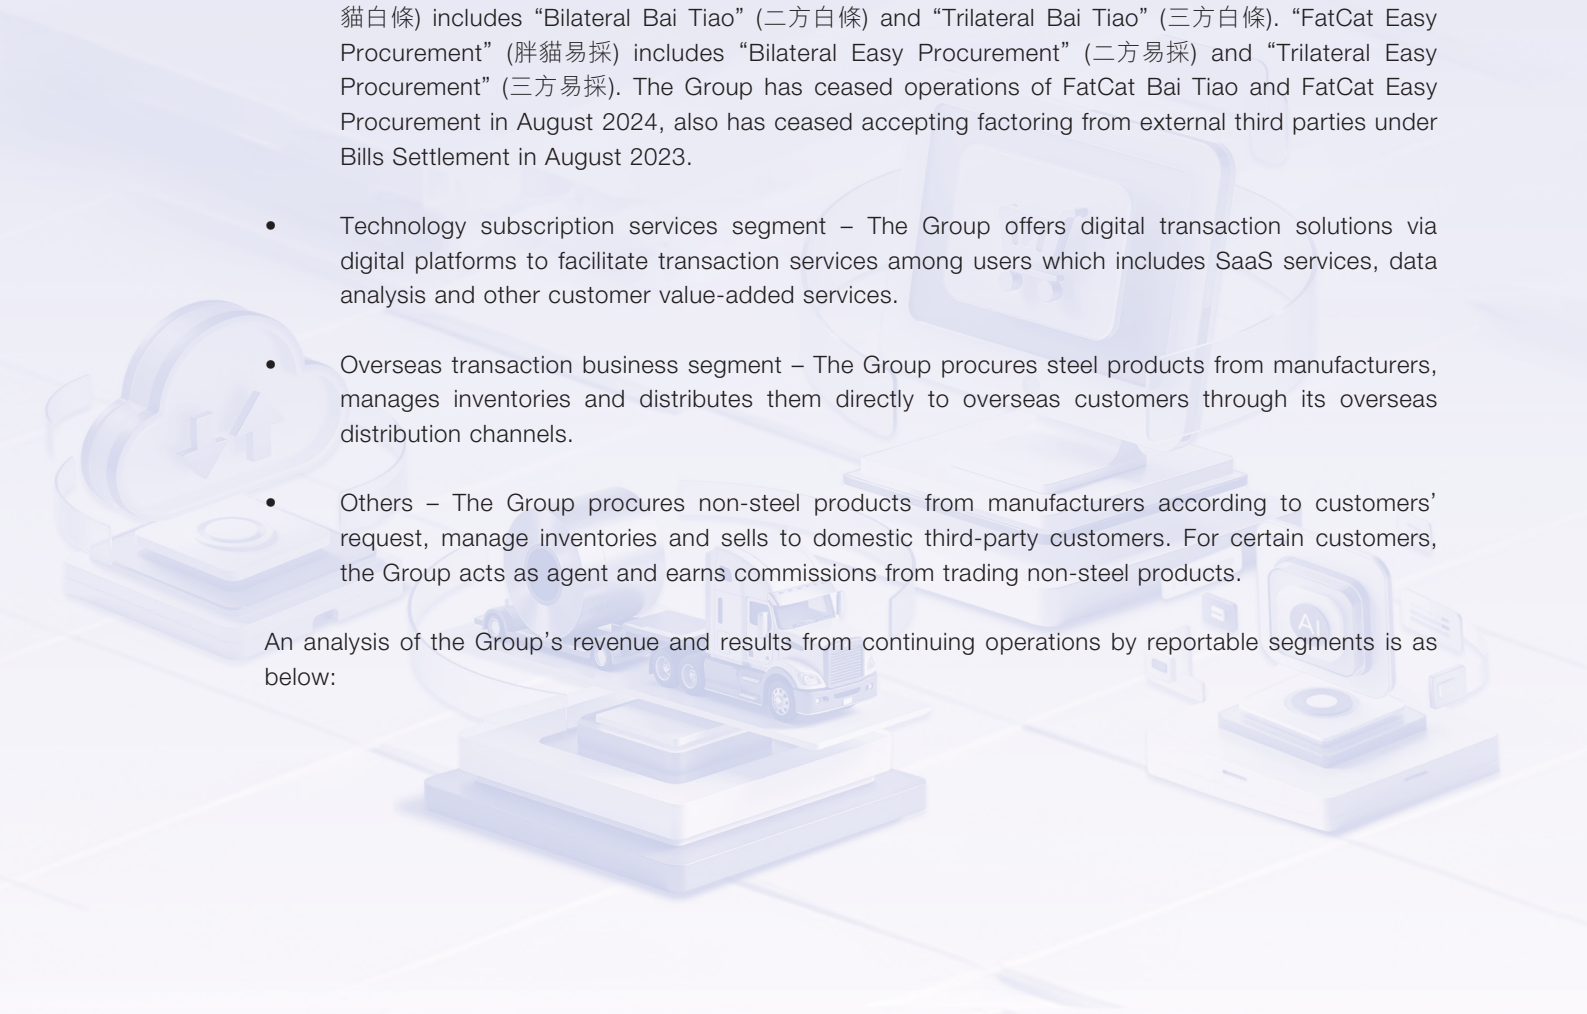 貓白條) includes “Bilateral Bai Tiao” (二方白條) and “Trilateral Bai Tiao” (三方白條). “FatCat Easy
Procurement” (胖貓易採) includes “Bilateral Easy Procurement” (二方易採) and “Trilateral Easy
Procurement” (三方易採). The Group has ceased operations of FatCat Bai Tiao and FatCat Easy
Procurement in August 2024, also has ceased accepting factoring from external third parties under
Bills Settlement in August 2023.
• Technology subscription services segment – The Group offers digital transaction solutions via
digital platforms to facilitate transaction services among users which includes SaaS services, data
analysis and other customer value-added services.
• Overseas transaction business segment – The Group procures steel products from manufacturers,
manages inventories and distributes them directly to overseas customers through its overseas
distribution channels.
• Others – The Group procures non-steel products from manufacturers according to customers’
request, manage inventories and sells to domestic third-party customers. For certain customers,
the Group acts as agent and earns commissions from trading non-steel products.
AI
An analysis of the Group’s revenue and results from continuing operations by reportable segments is as
below: